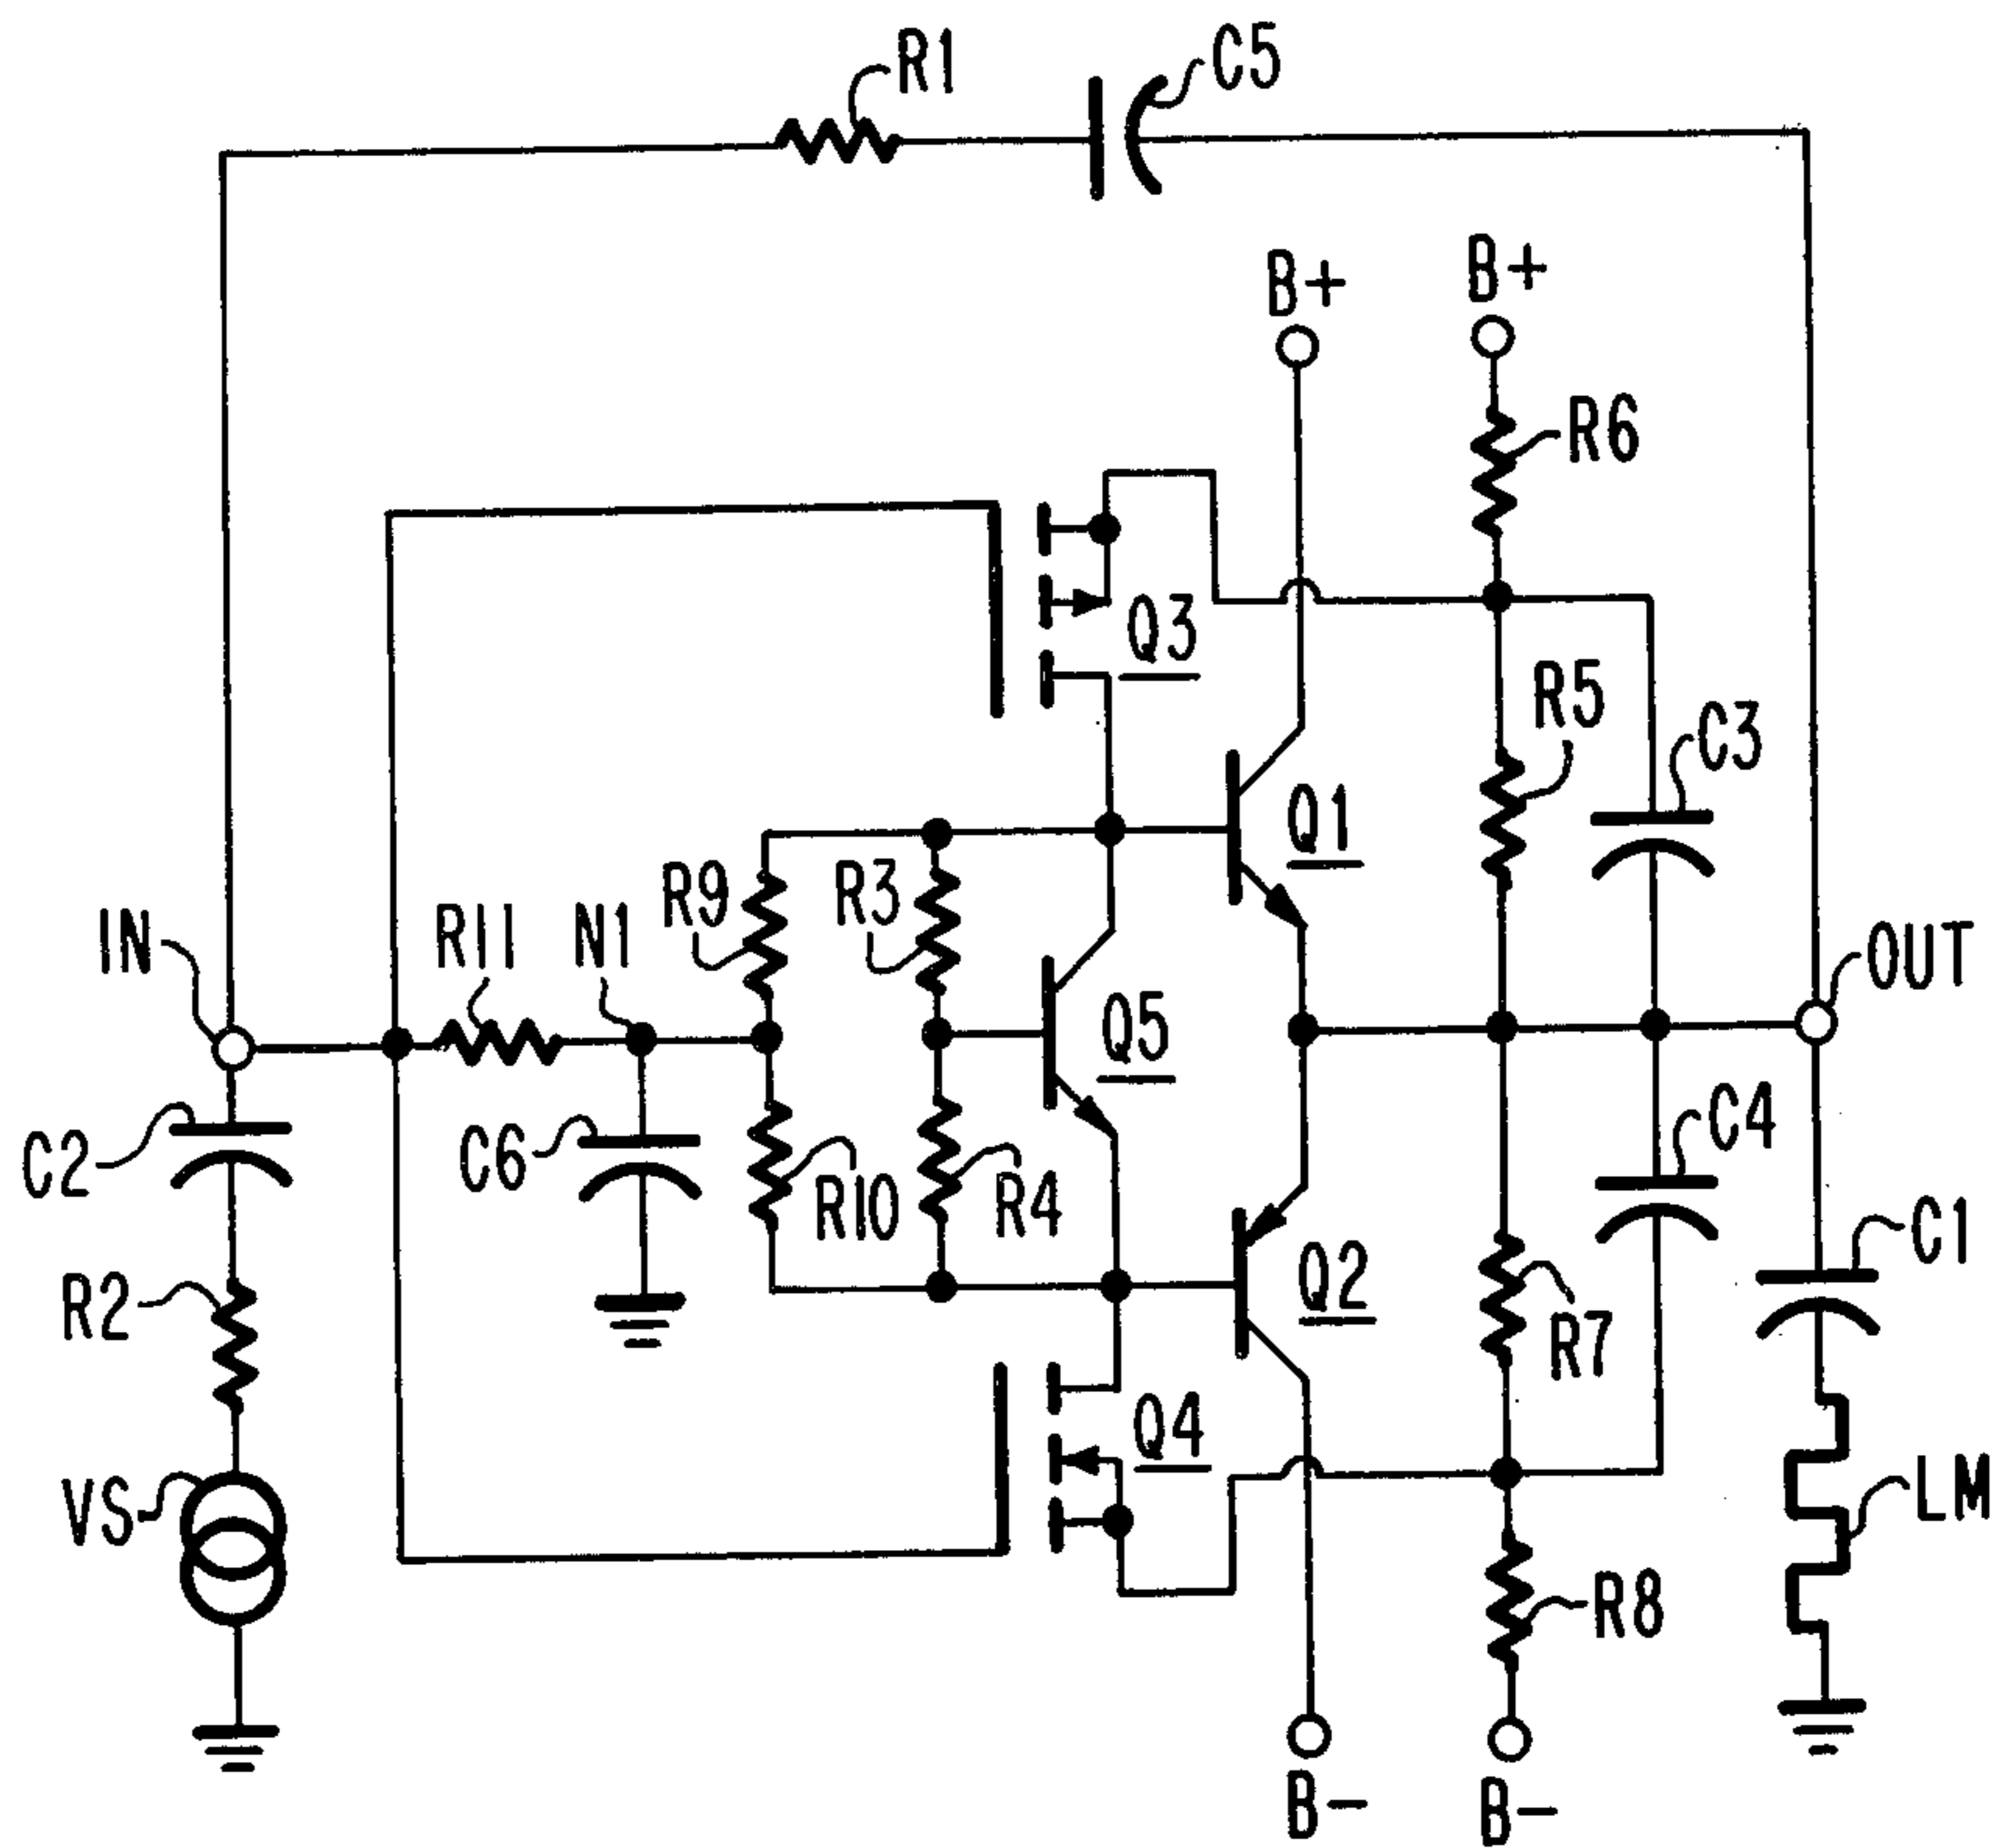 R1
C5
B+
B+
R6
Q3
R5
C3
Q1
R9
R3
R11
N1
IN
OUT
Q5
C4
C2
C6
R10
R4
C1
R2
Q2
R7
Q4
VS
LM
R8
B-
B-